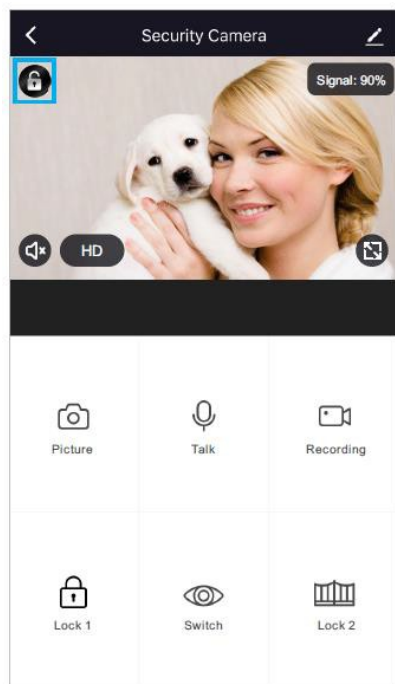 Security Camera
Signal: 90%
HD
Picture
Talk
Recording
Lock 1
Switch
Lock 2